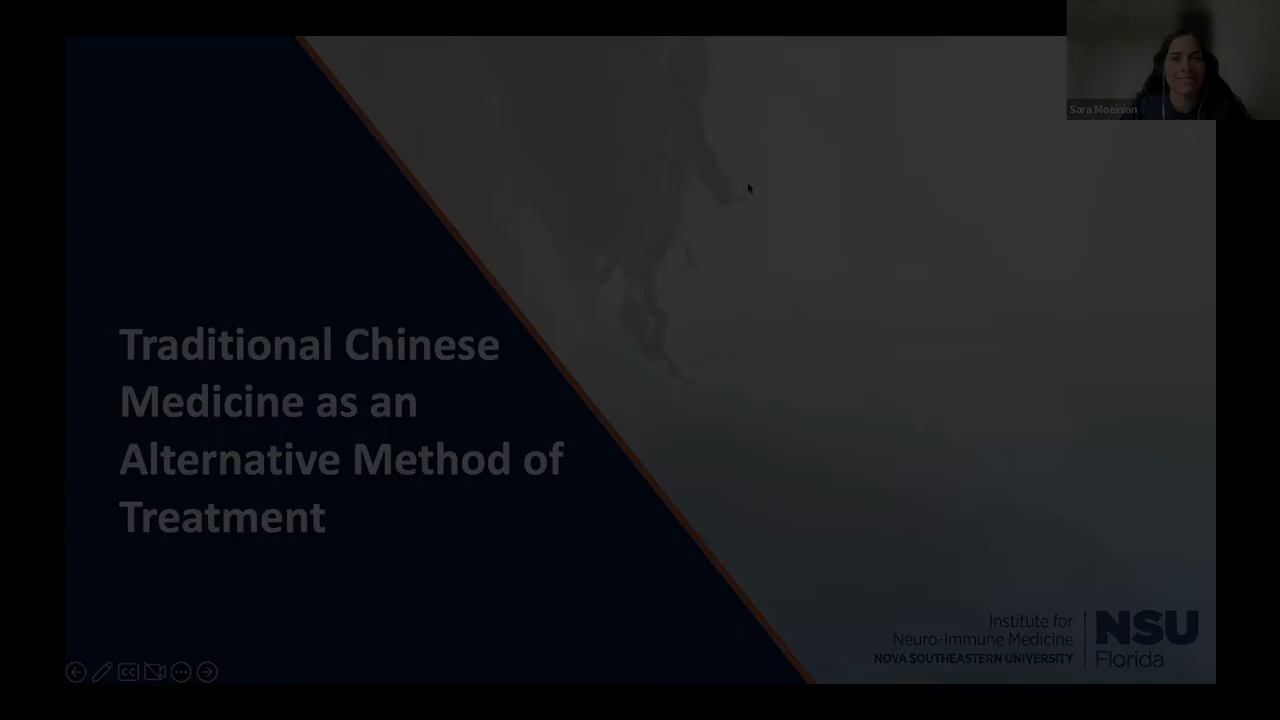 Sara Moeinian
Traditional Chinese
Medicine as an
Alternative Method of
Treatment
Institute for
Neuro-Immune Medicine
NOVA SOUTHEASTERN UNIVERSITY
NSU
Florida
CC